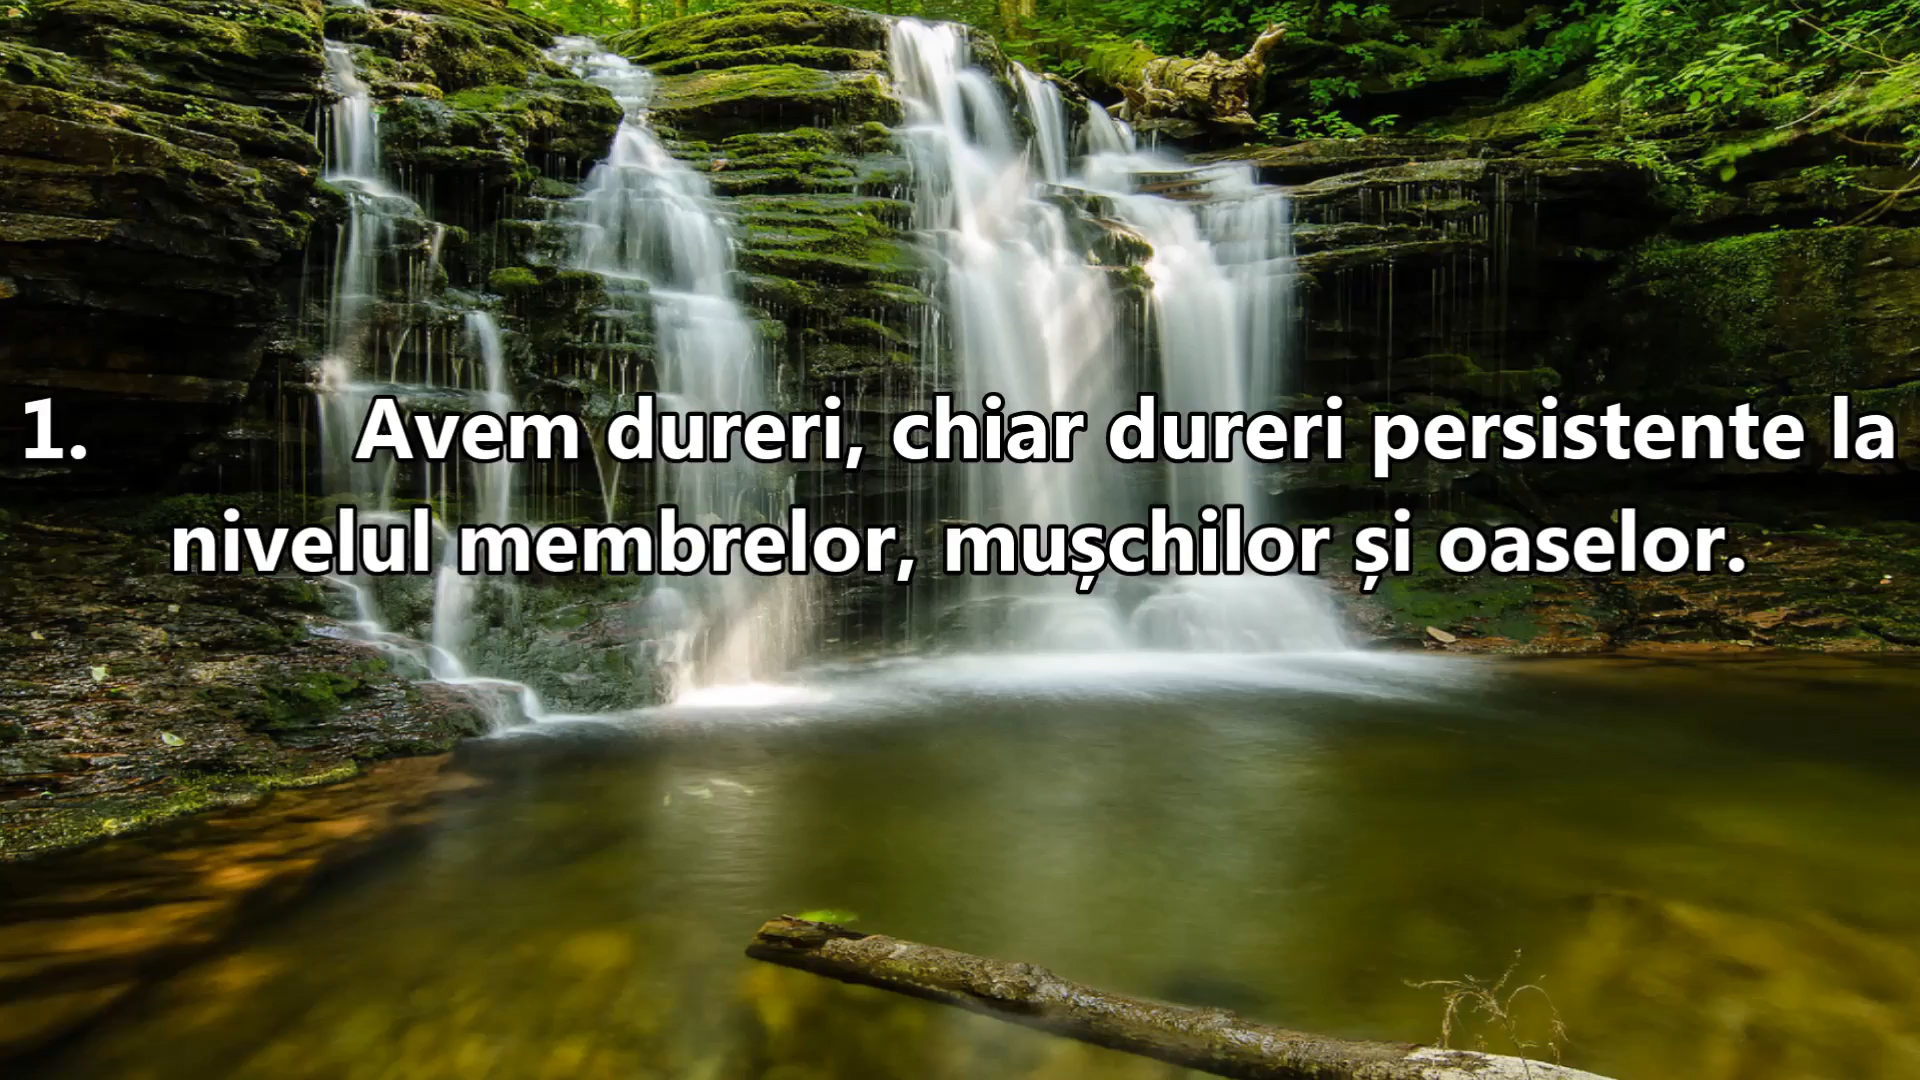 1. Avem dureri, chiar dureri persistente la
nivelul membrelor, mușchilor și oaselor.